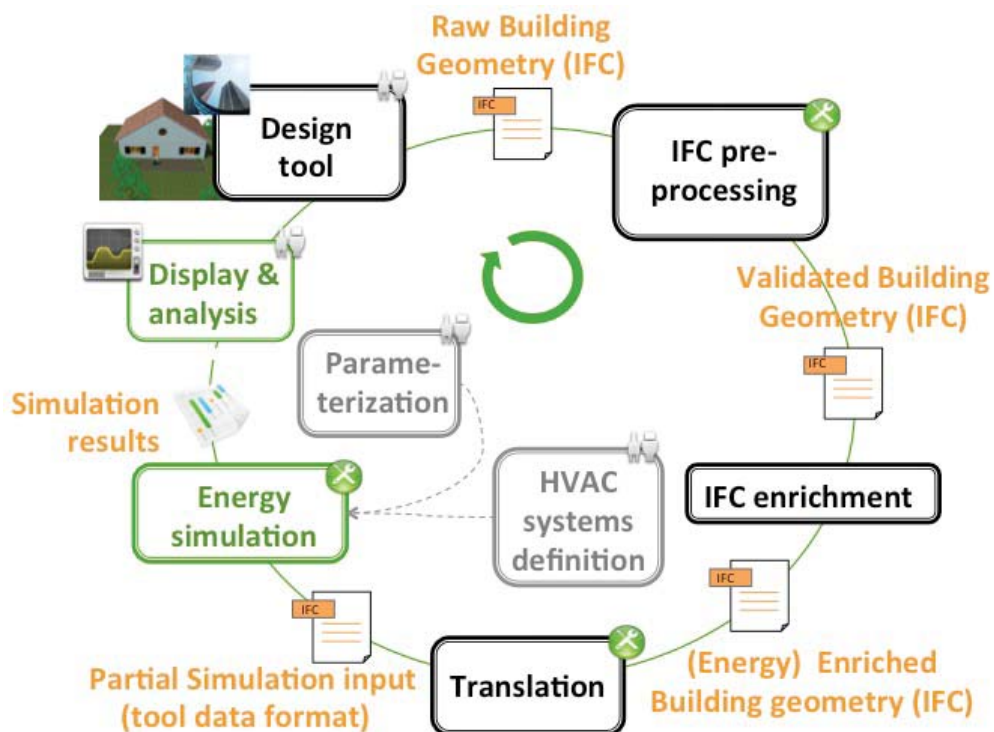 Raw Building
Geometry (IFC)
IFC
Design
tool
IFC pre-
processing
Validated Building
Geometry (IFC)
IFC
Display &
analysis
Parame-
terization
Simulation
results
Energy
simulation
HVAC
systems
definition
IFC enrichment
IFC
IFC
Partial Simulation input
(tool data format)
Translation
(Energy) Enriched
Building geometry (IFC)